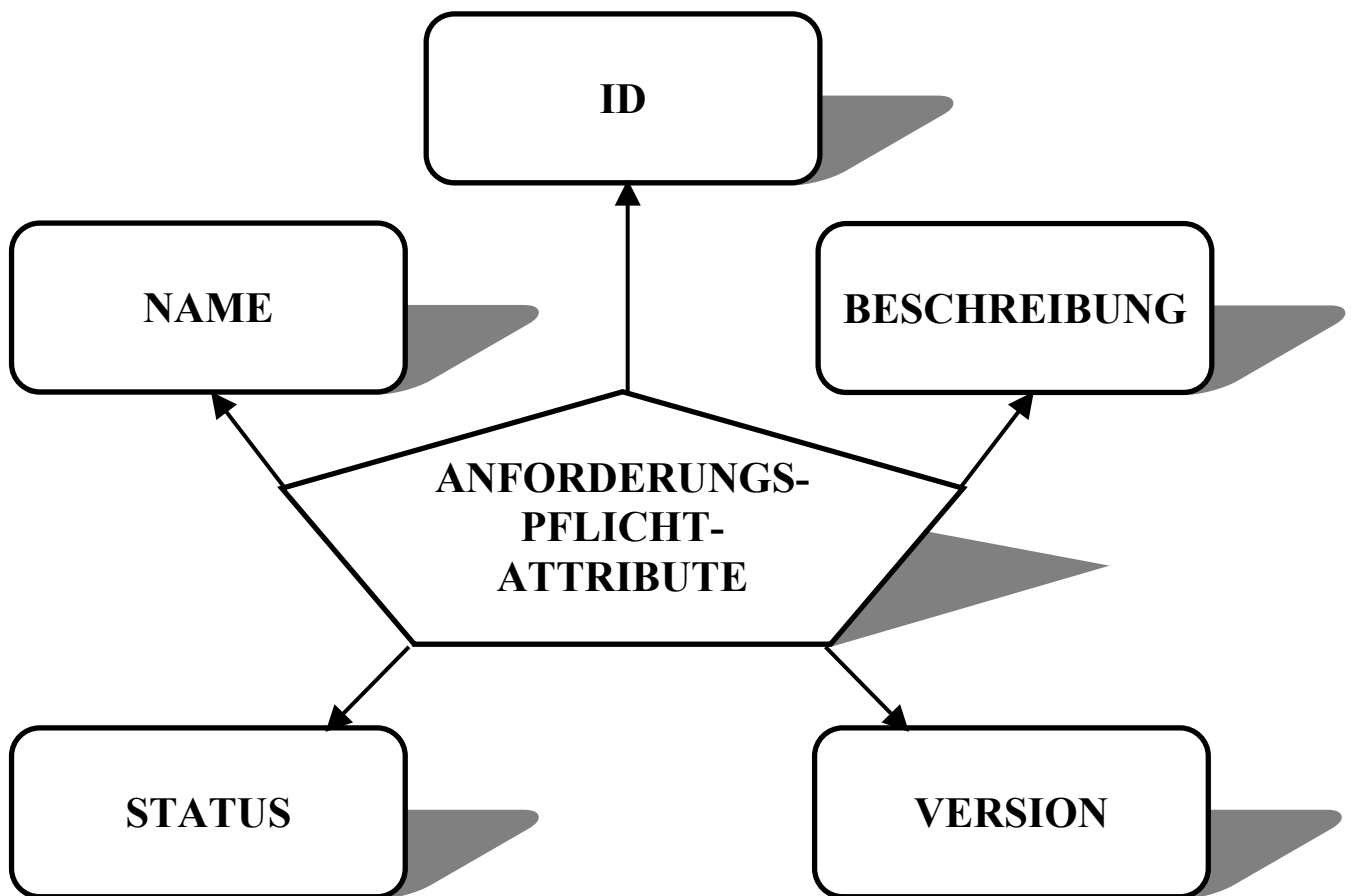 ID
NAME
BESCHREIBUNG
ANFORDERUNGS-
PFLICHT-
ATTRIBUTE
STATUS
VERSION